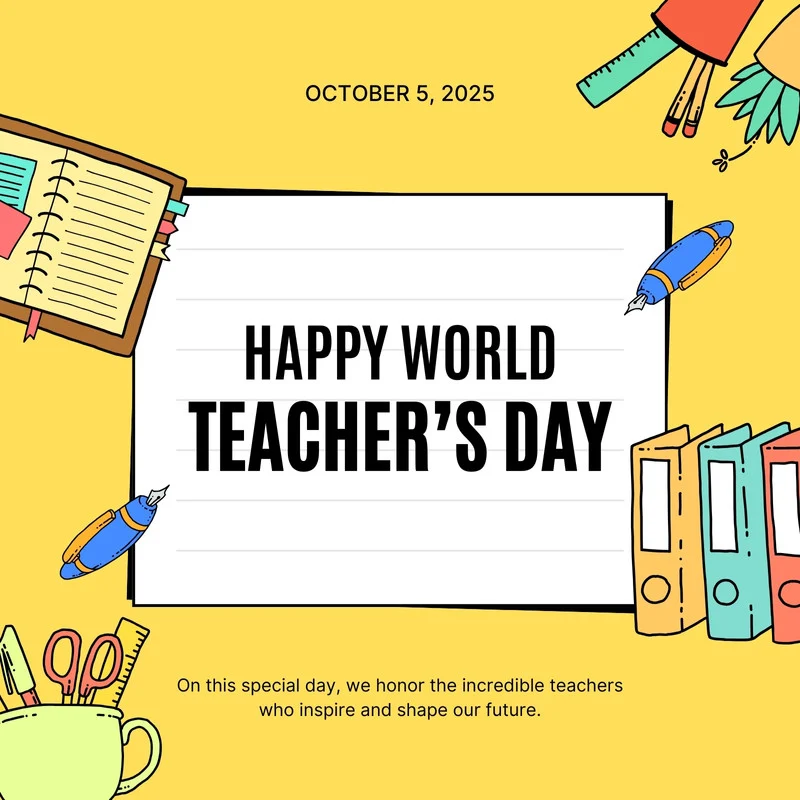 OCTOBER 5, 2025
HAPPY WORLD
TEACHER’S DAY
On this special day, we honor the incredible teachers
who inspire and shape our future.